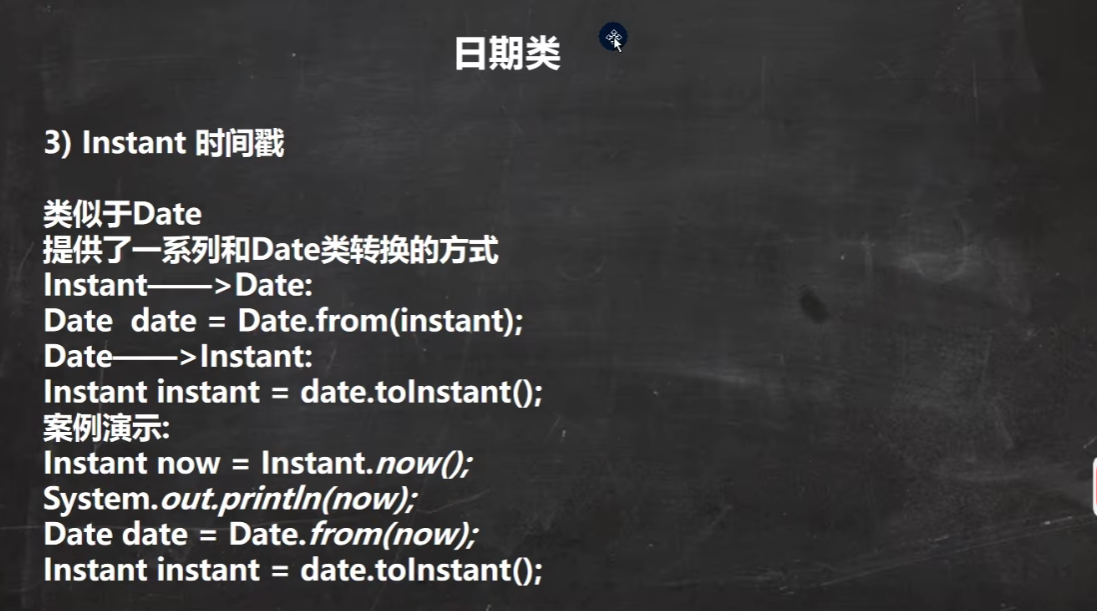 日期类
3) Instant 时间戳
类似于Date
提供了一系列和Date类转换的方式
Instant——>Date:
Date  date = Date.from(instant);
Date——>Instant:
Instant instant = date.toInstant();
案例演示:
Instant now = Instant.now();
System.out.println(now);
Date date = Date.from(now);
Instant instant = date.toInstant();